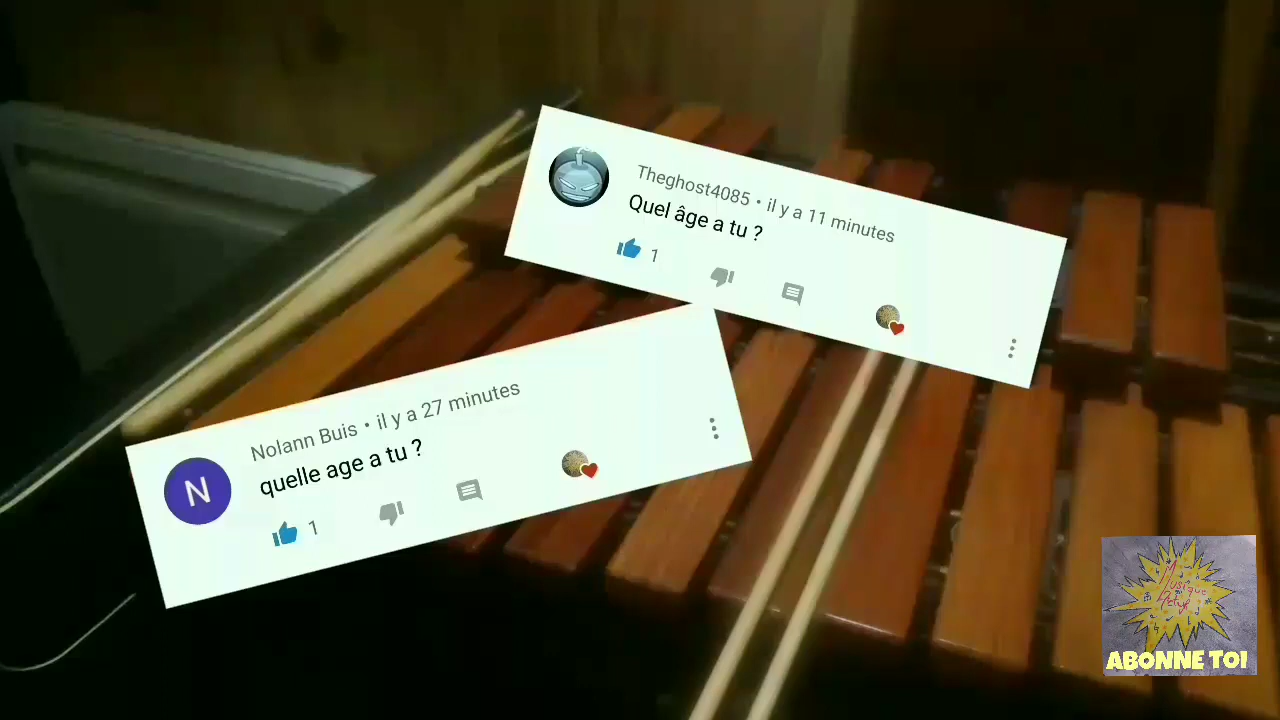 Theghost4085 • il y a 11 minutes
Quel âge a tu ?
1
Nolann Buis • il y a 27 minutes
quelle age a tu ?
1
N
Musique
ABONNE TOI